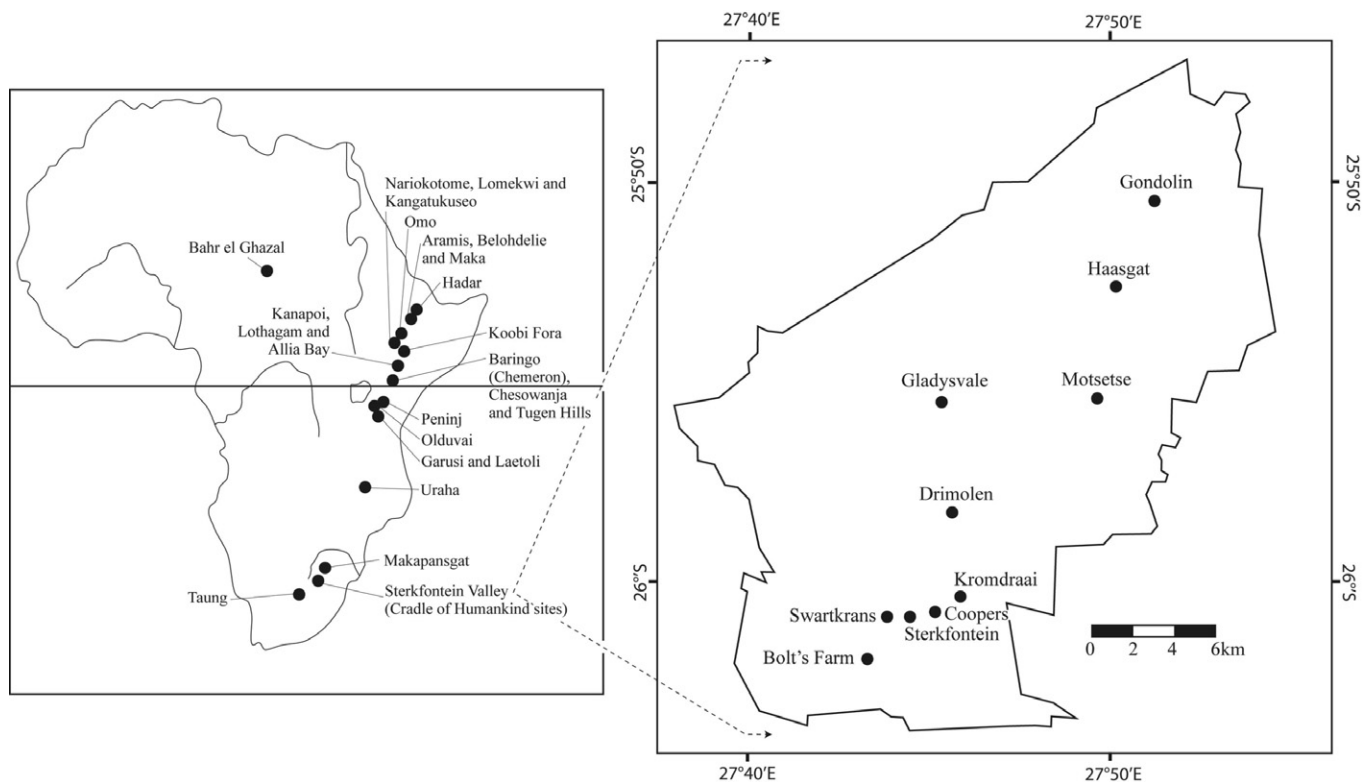 Nariokotome, Lomekwi and
Kangatukuseo
Omo
Aramis, Belohdelie
and Maka
Bahr el Ghazal
Hadar
Kanapoi,
Lothagam and
Allia Bay
Koobi Fora
Baringo
(Chemeron),
Chesowanja
and Tugen Hills
Peninj
Olduvai
Garusi and Laetoli
Uraha
Makapansgat
Sterkfontein Valley
(Cradle of Humankind sites)
Taung
27°40'E
27°50'E
25°50'S
25°50'S
Gondolin
Haasgat
Gladysvale
Motsetse
Drimolen
26°S
26°S
Kromdraai
Swartkrans
Coopers
Sterkfontein
Bolt's Farm
0 2 4 6km
27°40'E
27°50'E